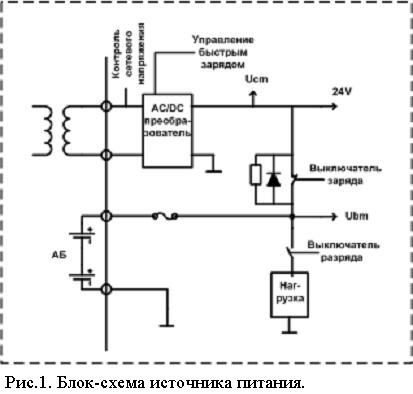 Контроль
сетевого
напряжения
Управление
быстрым
зарядом
Ucm
24V
AC/DC
преобра-
зователь
Выключатель
заряда
Ubm
Выключатель
разряда
АБ
Наг-
рузка
Рис.1. Блок-схема источника питания.